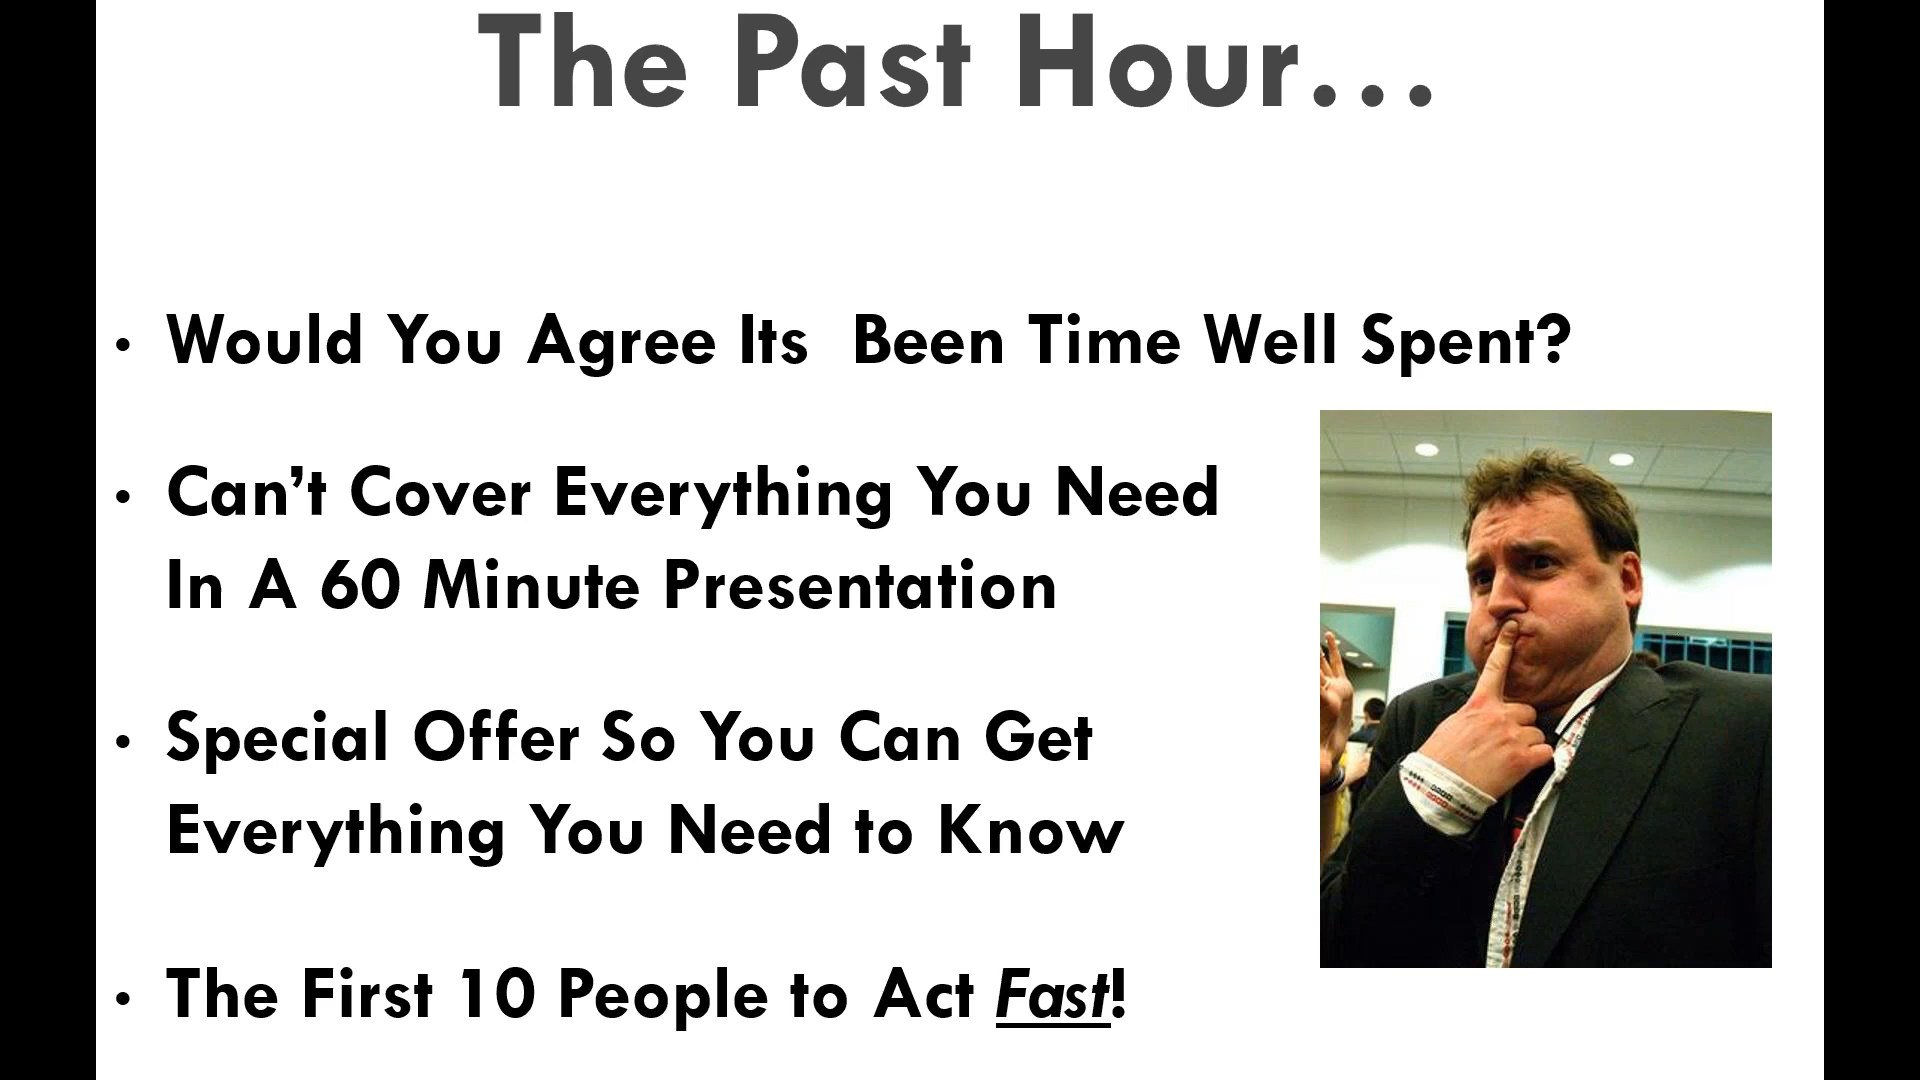 The Past Hour...
• Would You Agree Its  Been Time Well Spent?
• Can’t Cover Everything You Need
In A 60 Minute Presentation
• Special Offer So You Can Get
Everything You Need to Know
• The First 10 People to Act Fast!